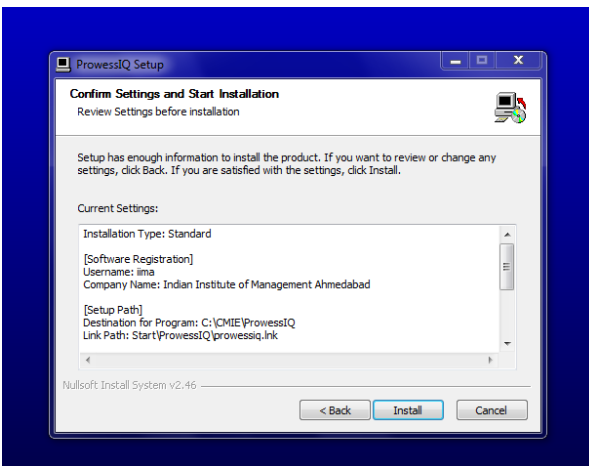 ProwessIQ Setup
Confirm Settings and Start Installation
Review Settings before installation
Setup has enough information to install the product. If you want to review or change any
settings, click Back. If you are satisfied with the settings, click Install.
Current Settings:
Installation Type: Standard
[Software Registration]
Username: iima
Company Name: Indian Institute of Management Ahmedabad
[Setup Path]
Destination for Program: C:\CMIE\ProwessIQ
Link Path: Start\ProwessIQ\prowessiq.lnk
Nullsoft Install System v2.46
< Back Install Cancel